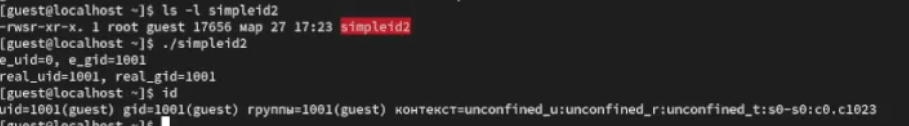 [guest@localhost ~]$ ls -l simpleid2
-rwsr-xr-x. 1 root guest 17656 мар 27 17:23 simpleid2
[guest@localhost ~]$ ./simpleid2
e_uid=0, e_gid=1001
real_uid=1001, real_gid=1001
[guest@localhost ~]$ id
uid=1001(guest) gid=1001(guest) группы=1001(guest) контекст=unconfined_u:unconfined_r:unconfined_t:s0-s0:c0.c1023
[guest@localhost ~]$